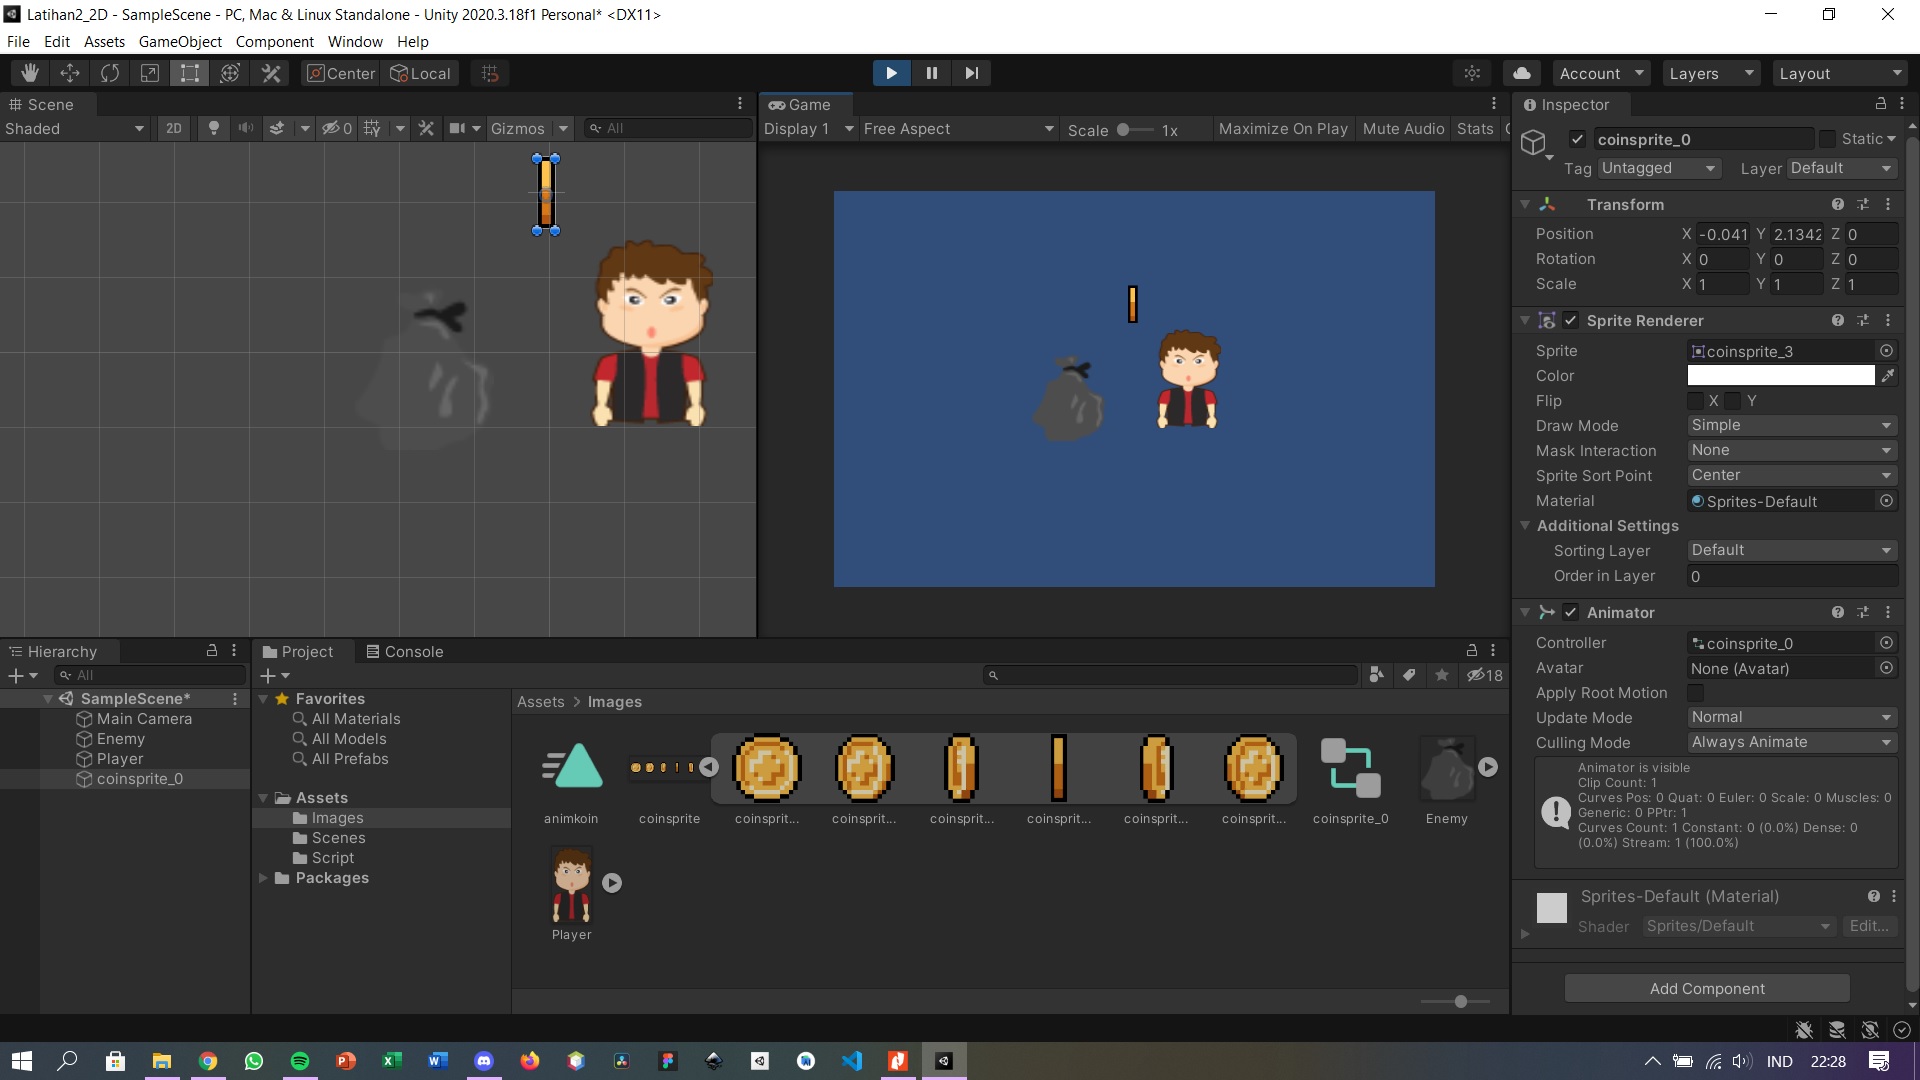 Latihan2_2D - SampleScene - PC, Mac & Linux Standalone - Unity 2020.3.18f1 Personal* <DX11>
File Edit Assets GameObject Component Window Help
Center Local Account Layers Layout
Scene
Shaded 2D 0 Gizmos All
Game
Display 1 Free Aspect Scale 1x Maximize On Play Mute Audio Stats
Inspector
coinsprite_0 Static
Tag Untagged Layer Default
Transform
Position X -0.041 Y 2.1342 Z 0
Rotation X 0 Y 0 Z 0
Scale X 1 Y 1 Z 1
Sprite Renderer
Sprite coinsprite_3
Color
Flip X Y
Draw Mode Simple
Mask Interaction None
Sprite Sort Point Center
Material Sprites-Default
Additional Settings
Sorting Layer Default
Order in Layer 0
Animator
Controller coinsprite_0
Avatar None (Avatar)
Apply Root Motion
Update Mode Normal
Culling Mode Always Animate
Animator is visible
Clip Count: 1
Curves Pos: 0 Quat: 0 Euler: 0 Scale: 0 Muscles: 0
Generic: 0 PPtr: 1
Curves Count: 1 Constant: 0 (0.0%) Dense: 0
(0.0%) Stream: 1 (100.0%)
Sprites-Default (Material)
Shader Sprites/Default Edit...
Add Component
Hierarchy
All
SampleScene*
Main Camera
Enemy
Player
coinsprite_0
Project Console
18
Favorites
All Materials
All Models
All Prefabs
Assets
Images
Scenes
Script
Packages
Assets > Images
animkoin coinsprite coinsprit... coinsprit... coinsprit... coinsprit... coinsprit... coinsprit... coinsprite_0 Enemy
Player
IND 22:28